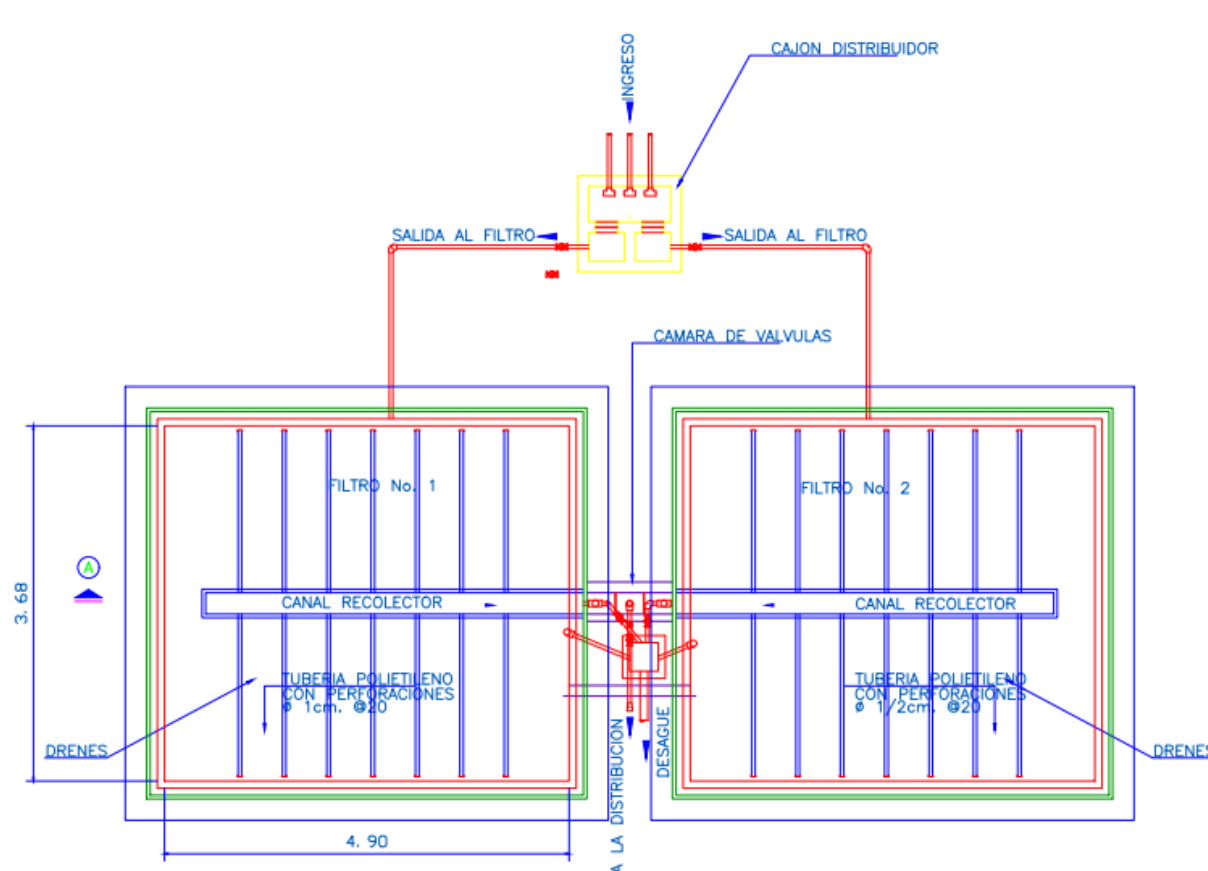 INGRESO
CAJON DISTRIBUIDOR
SALIDA AL FILTRO
SALIDA AL FILTRO
CAMARA DE VALVULAS
FILTRO No. 1
FILTRO No. 2
A
3.68
CANAL RECOLECTOR
CANAL RECOLECTOR
TUBERIA POLIETILENO
CON PERFORACIONES
ø 1cm. @20
TUBERIA POLIETILENO
CON PERFORACIONES
ø 1/2cm. @20
DRENES
DRENES
A LA DISTRIBUCION
DESAGUE
4.90